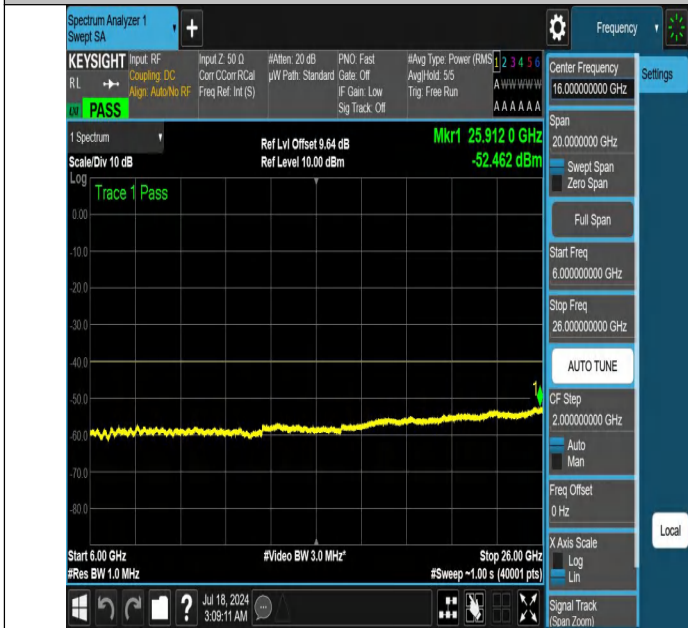 Spectrum Analyzer 1
Swept SA
+
Frequency
KEYSIGHT
RL
LXI
PASS
Input: RF
Coupling: DC
Align: Auto/No RF
Input Z: 50 Ω
Corr CCorr RCal
Freq Ref: Int (S)
#Atten: 20 dB
µW Path: Standard
PNO: Fast
Gate: Off
IF Gain: Low
Sig Track: Off
#Avg Type: Power (RMS
Avg|Hold: 5/5
Trig: Free Run
1 2 3 4 5 6
A W W W W W
A A A A A A
Center Frequency
16.000000000 GHz
Settings
1 Spectrum
Scale/Div 10 dB
Ref Lvl Offset 9.64 dB
Ref Level 10.00 dBm
Mkr1 25.912 0 GHz
-52.462 dBm
Log
Trace 1 Pass
0.00
-10.0
-20.0
-30.0
-40.0
-50.0
-60.0
-70.0
-80.0
1
Start 6.00 GHz
#Res BW 1.0 MHz
#Video BW 3.0 MHz*
Stop 26.00 GHz
#Sweep ~1.00 s (40001 pts)
Span
20.0000000 GHz
Swept Span
Zero Span
Full Span
Start Freq
6.000000000 GHz
Stop Freq
26.000000000 GHz
AUTO TUNE
CF Step
2.000000000 GHz
Auto
Man
Freq Offset
0 Hz
X Axis Scale
Log
Lin
Signal Track
(Span Zoom)
Local
?
Jul 18, 2024
3:09:11 AM